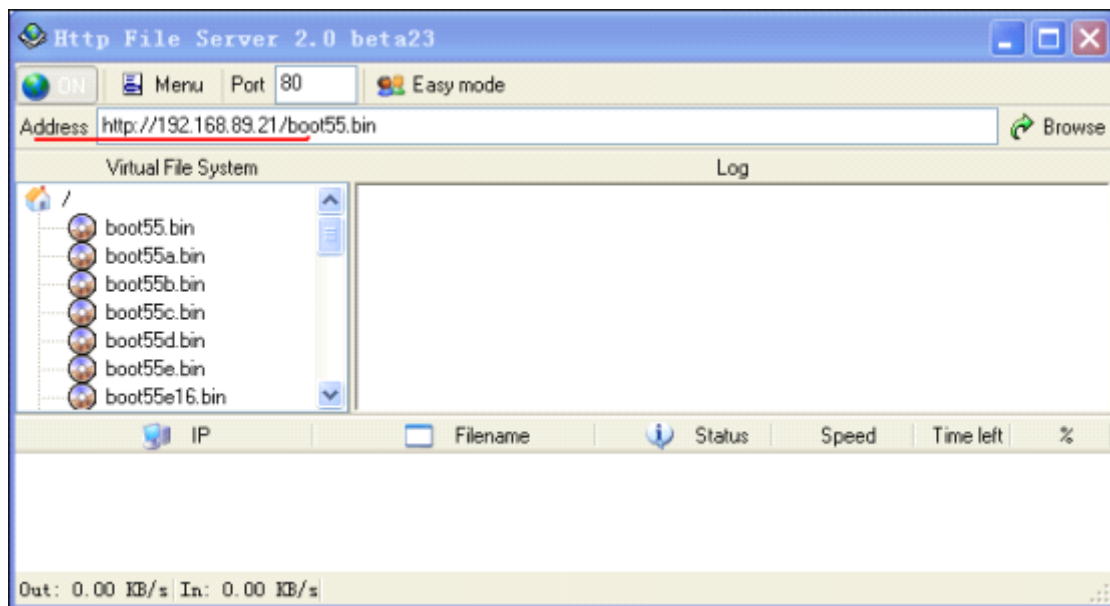 Http File Server 2.0 beta23
ON Menu Port 80 Easy mode
Address http://192.168.89.21/boot55.bin Browse
Virtual File System Log
/
boot55.bin
boot55a.bin
boot55b.bin
boot55c.bin
boot55d.bin
boot55e.bin
boot55e16.bin
IP Filename Status Speed Time left %
Out: 0.00 KB/s In: 0.00 KB/s